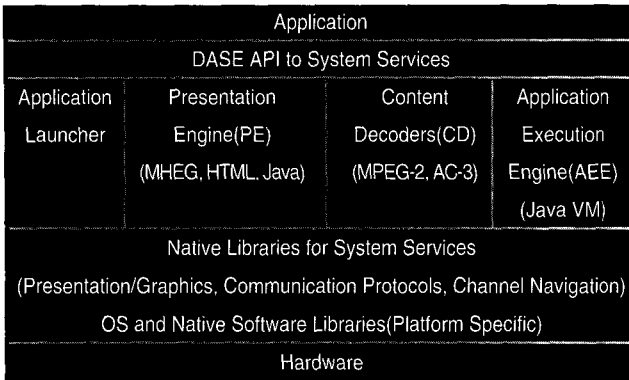 Application
DASE API to System Services
Application
Launcher
Presentation
Engine(PE)
(MHEG, HTML. Java)
Content
Decoders(CD)
(MPEG-2, AC-3)
Application
Execution
Engine(AEE)
(Java VM)
Native Libraries for System Services
(Presentation/Graphics, Communication Protocols, Channel Navigation)
OS and Native Software Libraries(Platform Specific)
Hardware